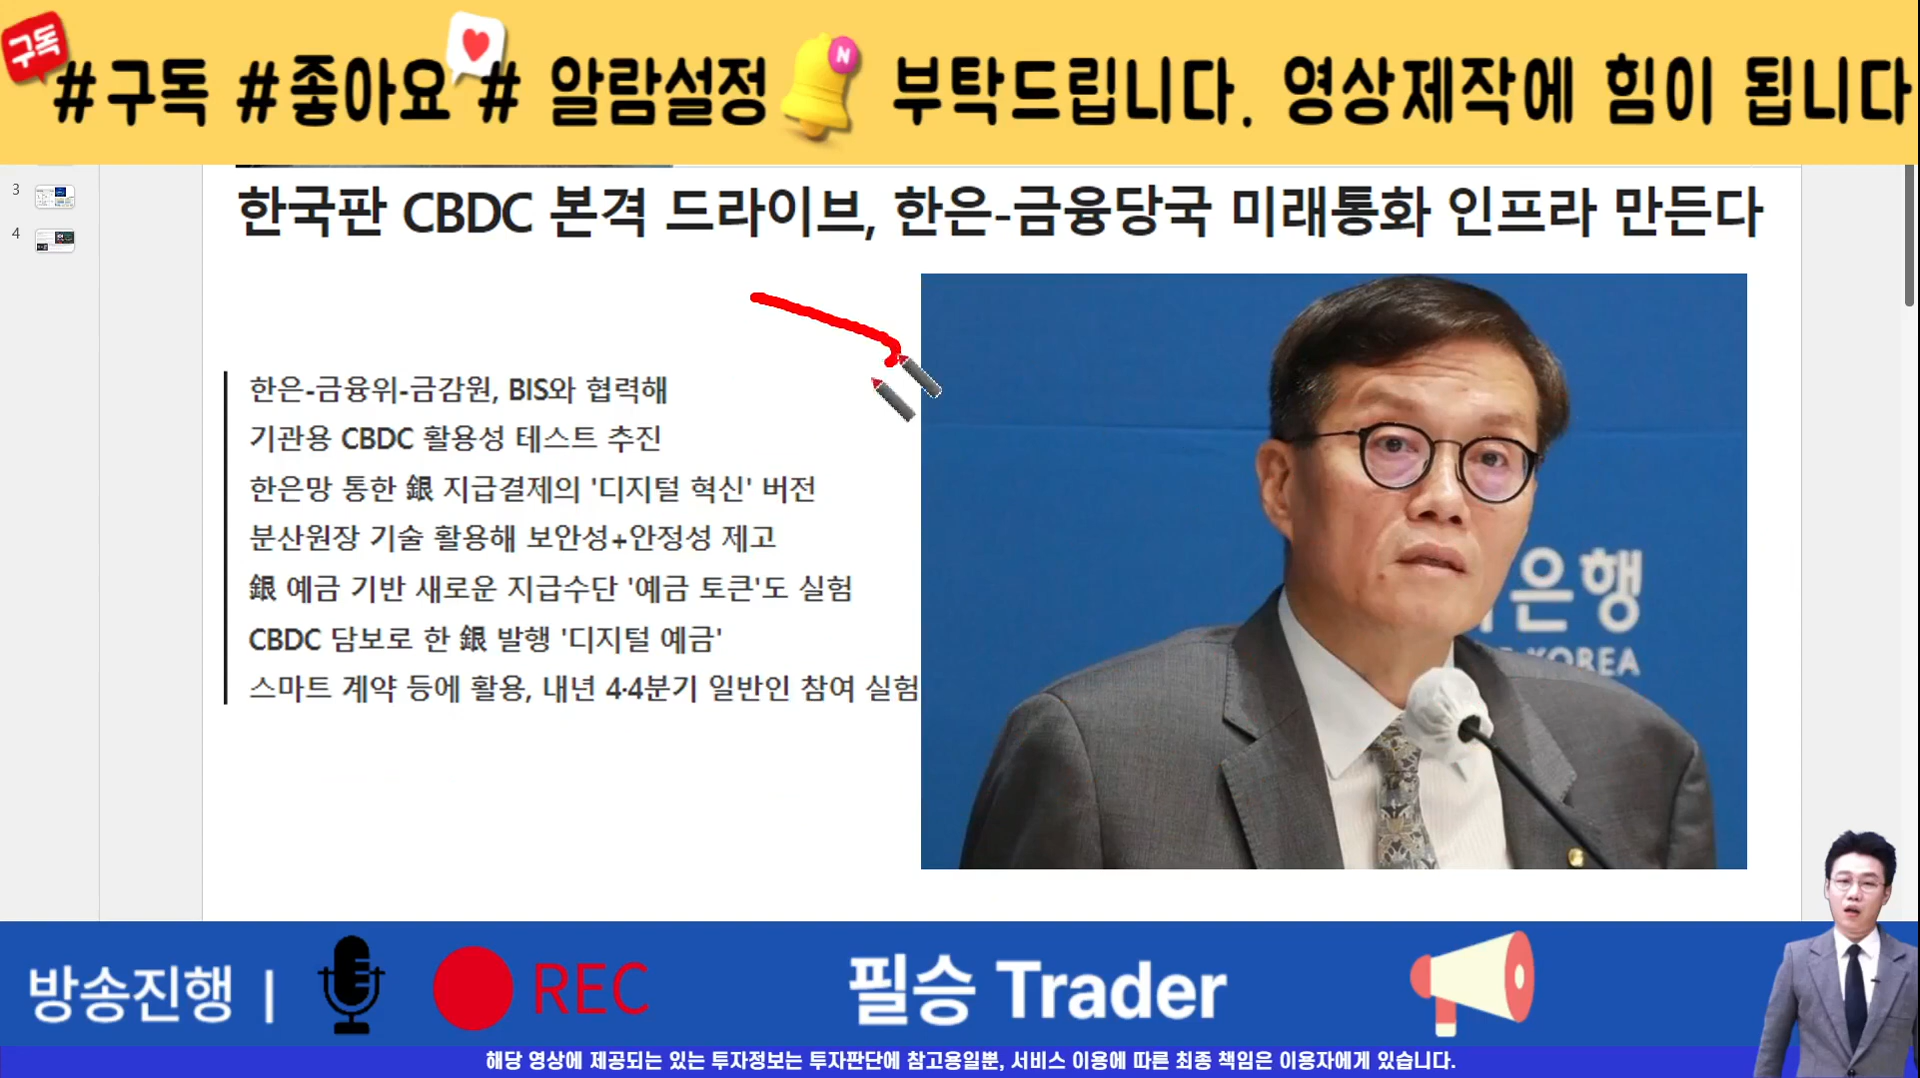 구독
#구독 #좋아요 # 알람설정 N 부탁드립니다. 영상제작에 힘이 됩니다
3
4
한국판 CBDC 본격 드라이브, 한은-금융당국 미래통화 인프라 만든다
한은-금융위-금감원, BIS와 협력해
기관용 CBDC 활용성 테스트 추진
한은망 통한 銀 지급결제의 '디지털 혁신' 버전
분산원장 기술 활용해 보안성+안정성 제고
銀 예금 기반 새로운 지급수단 '예금 토큰'도 실험
CBDC 담보로 한 銀 발행 '디지털 예금'
스마트 계약 등에 활용, 내년 4·4분기 일반인 참여 실험
은행
KOREA
방송진행 |
REC
필승 Trader
해당 영상에 제공되는 있는 투자정보는 투자판단에 참고용일뿐, 서비스 이용에 따른 최종 책임은 이용자에게 있습니다.